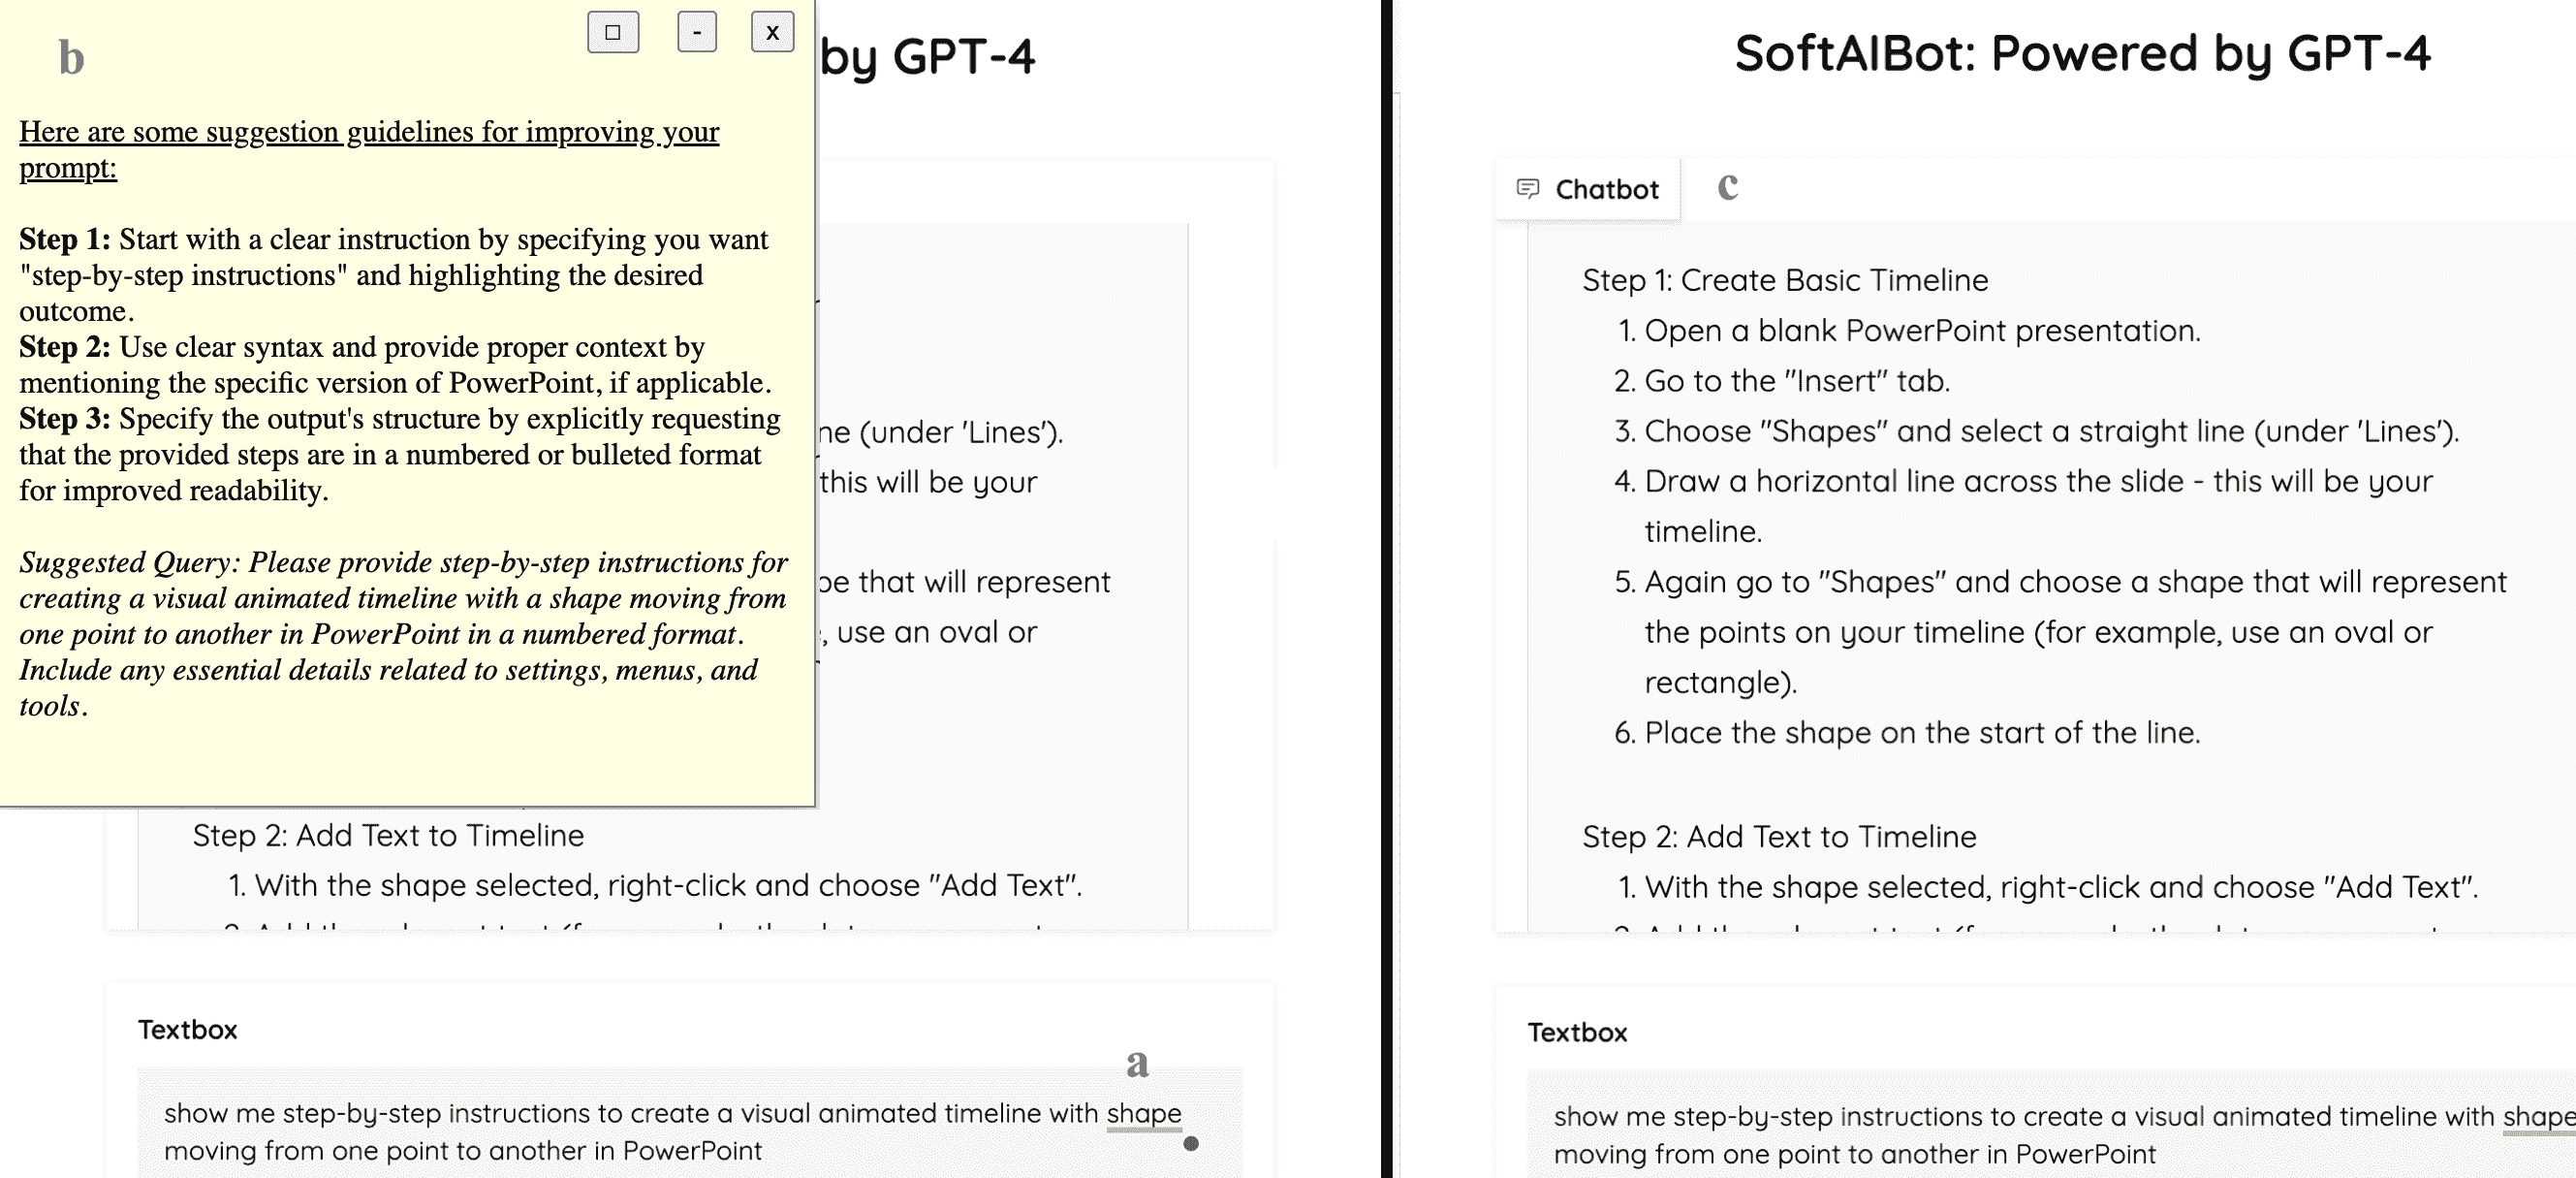 b
□ - x
Here are some suggestion guidelines for improving your
prompt:
Step 1: Start with a clear instruction by specifying you want
"step-by-step instructions" and highlighting the desired
outcome.
Step 2: Use clear syntax and provide proper context by
mentioning the specific version of PowerPoint, if applicable.
Step 3: Specify the output's structure by explicitly requesting
that the provided steps are in a numbered or bulleted format
for improved readability.
Suggested Query: Please provide step-by-step instructions for
creating a visual animated timeline with a shape moving from
one point to another in PowerPoint in a numbered format.
Include any essential details related to settings, menus, and
tools.
by GPT-4
(under 'Lines').
this will be your
that will represent
, use an oval or
Step 2: Add Text to Timeline
1. With the shape selected, right-click and choose "Add Text".
Textbox
a
show me step-by-step instructions to create a visual animated timeline with shape
moving from one point to another in PowerPoint
SoftAIBot: Powered by GPT-4
Chatbot
c
Step 1: Create Basic Timeline
1. Open a blank PowerPoint presentation.
2. Go to the "Insert" tab.
3. Choose "Shapes" and select a straight line (under 'Lines').
4. Draw a horizontal line across the slide - this will be your
timeline.
5. Again go to "Shapes" and choose a shape that will represent
the points on your timeline (for example, use an oval or
rectangle).
6. Place the shape on the start of the line.
Step 2: Add Text to Timeline
1. With the shape selected, right-click and choose "Add Text".
Textbox
show me step-by-step instructions to create a visual animated timeline with shape
moving from one point to another in PowerPoint